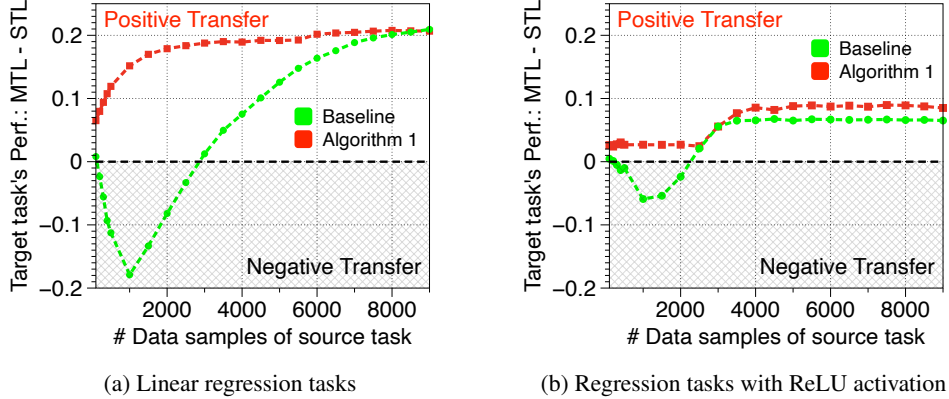 Positive Transfer
0.2
0.1
0
−0.1
−0.2
Target task's Perf.: MTL - STL
Baseline
Algorithm 1
Negative Transfer
2000 4000 6000 8000
# Data samples of source task
(a) Linear regression tasks
Positive Transfer
0.2
0.1
0
−0.1
−0.2
Target task's Perf.: MTL - STL
Baseline
Algorithm 1
Negative Transfer
2000 4000 6000 8000
# Data samples of source task
(b) Regression tasks with ReLU activation